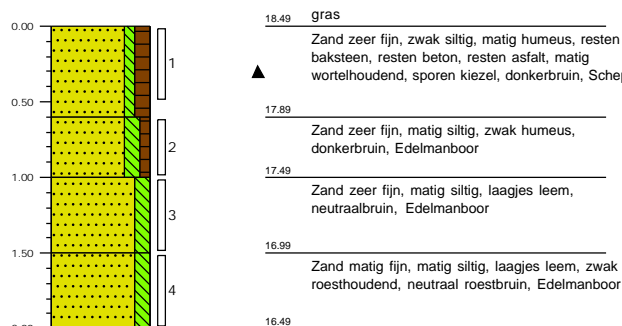 18.49 gras
0.00
Zand zeer fijn, zwak siltig, matig humeus, resten
baksteen, resten beton, resten asfalt, matig
wortelhoudend, sporen kiezel, donkerbruin,
1
0.50
17.89
Zand zeer fijn, matig siltig, zwak humeus,
donkerbruin, Edelmanboor
2
1.00
17.49
Zand zeer fijn, matig siltig, laagjes leem,
neutraalbruin, Edelmanboor
3
1.50
16.99
Zand matig fijn, matig siltig, laagjes leem, zwak
roesthoudend, neutraal roestbruin, Edelmanboor
4
16.49